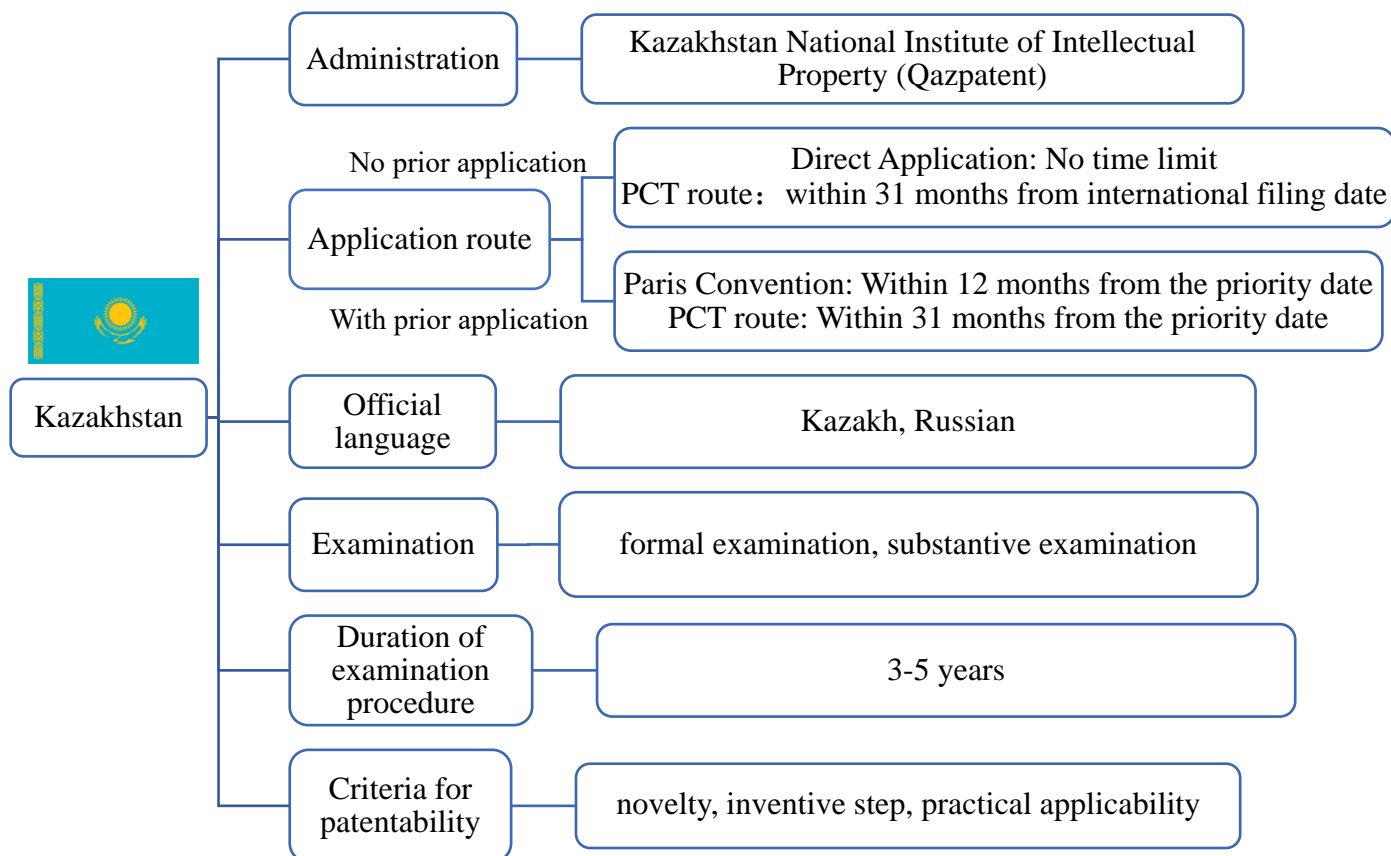 Administration
Kazakhstan National Institute of Intellectual
Property (Qazpatent)
No prior application
Direct Application: No time limit
PCT route：within 31 months from international filing date
Application route
Paris Convention: Within 12 months from the priority date
PCT route: Within 31 months from the priority date
With prior application
Kazakhstan
Official
language
Kazakh, Russian
Examination
formal examination, substantive examination
Duration of
examination
procedure
3-5 years
Criteria for
patentability
novelty, inventive step, practical applicability